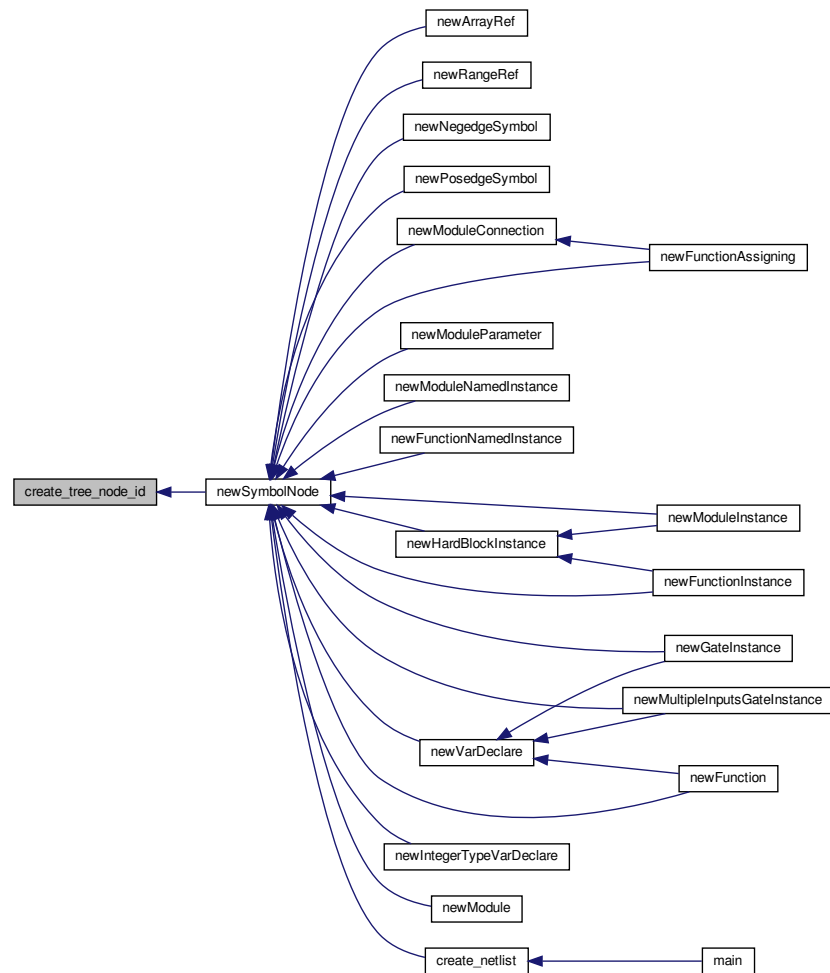 newArrayRef
newRangeRef
newNegedgeSymbol
newPosedgeSymbol
newModuleConnection
newFunctionAssigning
newModuleParameter
newModuleNamedInstance
newFunctionNamedInstance
create_tree_node_id
newSymbolNode
newModuleInstance
newHardBlockInstance
newFunctionInstance
newGateInstance
newMultipleInputsGateInstance
newVarDeclare
newFunction
newIntegerTypeVarDeclare
newModule
create_netlist
main